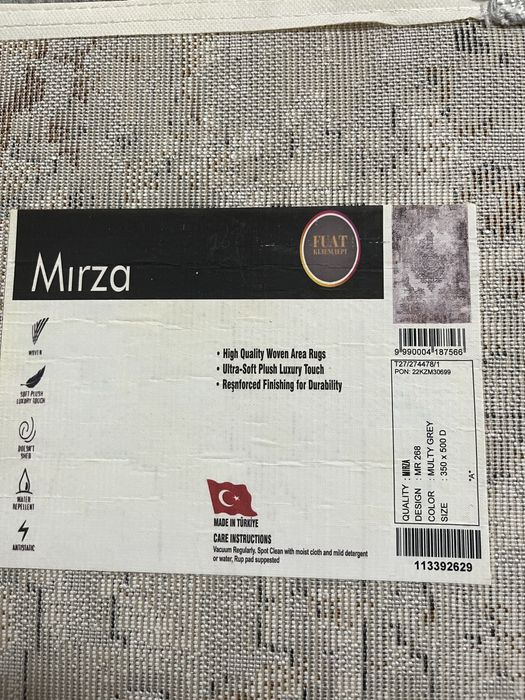 Mırza
FUAT
WOVEN
SOFT PLUSH
LUXURY TOUCH
DOESN'T
SHED
WATER
REPELLENT
ANTISTATIC
• High Quality Woven Area Rugs
• Ultra-Soft Plush Luxury Touch
• Reşnforced Finishing for Durability
MADE IN TÜRKİYE
CARE INSTRUCTIONS
Vacuum Regularly, Spot Clean with moist cloth and mild detergent
or water, Rup pad suppested
9 990004 187566
T27/274478/1
PON: 22KZM30699
QUALITY : MIRZA
DESIGN : MR 268
COLOR : MULTY GREY
SIZE : 350 x 500 D
"A"
113392629